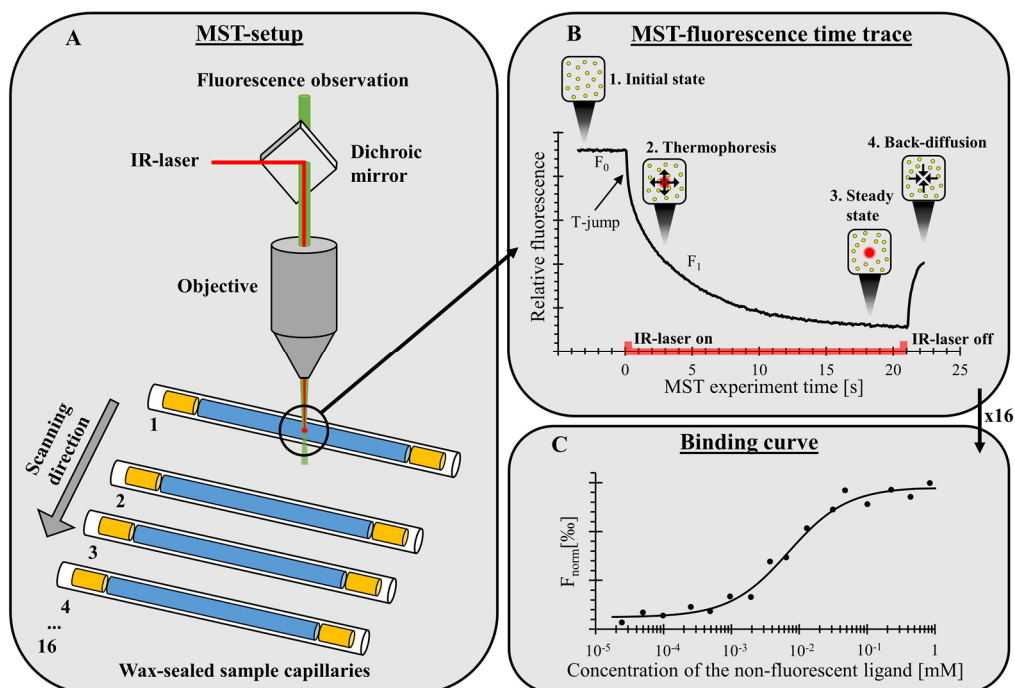 A
MST-setup
Fluorescence observation
IR-laser
Dichroic
mirror
Objective
Scanning
direction
1
2
3
4
...
16
Wax-sealed sample capillaries
B
MST-fluorescence time trace
1. Initial state
2. Thermophoresis
4. Back-diffusion
3. Steady
state
F0
T-jump
F1
Relative fluorescence
IR-laser on
IR-laser off
0 5 10 15 20 25
MST experiment time [s]
x16
C
Binding curve
Fnorm[‰]
10-5 10-4 10-3 10-2 10-1 1
Concentration of the non-fluorescent ligand [mM]